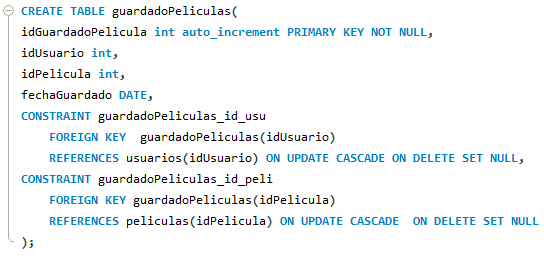 CREATE TABLE guardadoPeliculas(
idGuardadoPelicula int auto_increment PRIMARY KEY NOT NULL,
idUsuario int,
idPelicula int,
fechaGuardado DATE,
CONSTRAINT guardadoPeliculas_id_usu
FOREIGN KEY  guardadoPeliculas(idUsuario)
REFERENCES usuarios(idUsuario) ON UPDATE CASCADE ON DELETE SET NULL,
CONSTRAINT guardadoPeliculas_id_peli
FOREIGN KEY guardadoPeliculas(idPelicula)
REFERENCES peliculas(idPelicula) ON UPDATE CASCADE  ON DELETE SET NULL
);